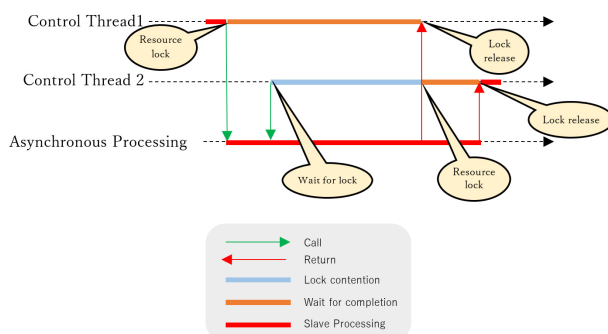 Control Thread1
Resource
lock
Lock
release
Control Thread 2
Lock release
Asynchronous Processing
Wait for lock
Resource
lock
Call
Return
Lock contention
Wait for completion
Slave Processing